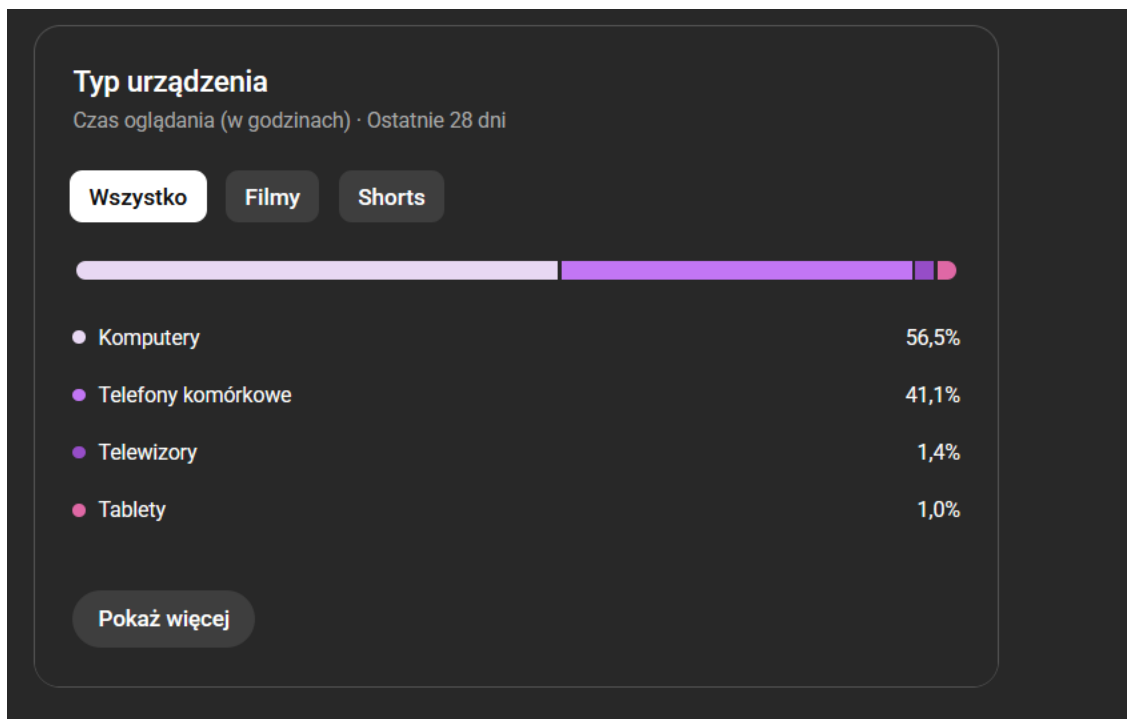 Typ urządzenia
Czas oglądania (w godzinach) · Ostatnie 28 dni
Wszystko Filmy Shorts
Komputery 56,5%
Telefony komórkowe 41,1%
Telewizory 1,4%
Tablety 1,0%
Pokaż więcej